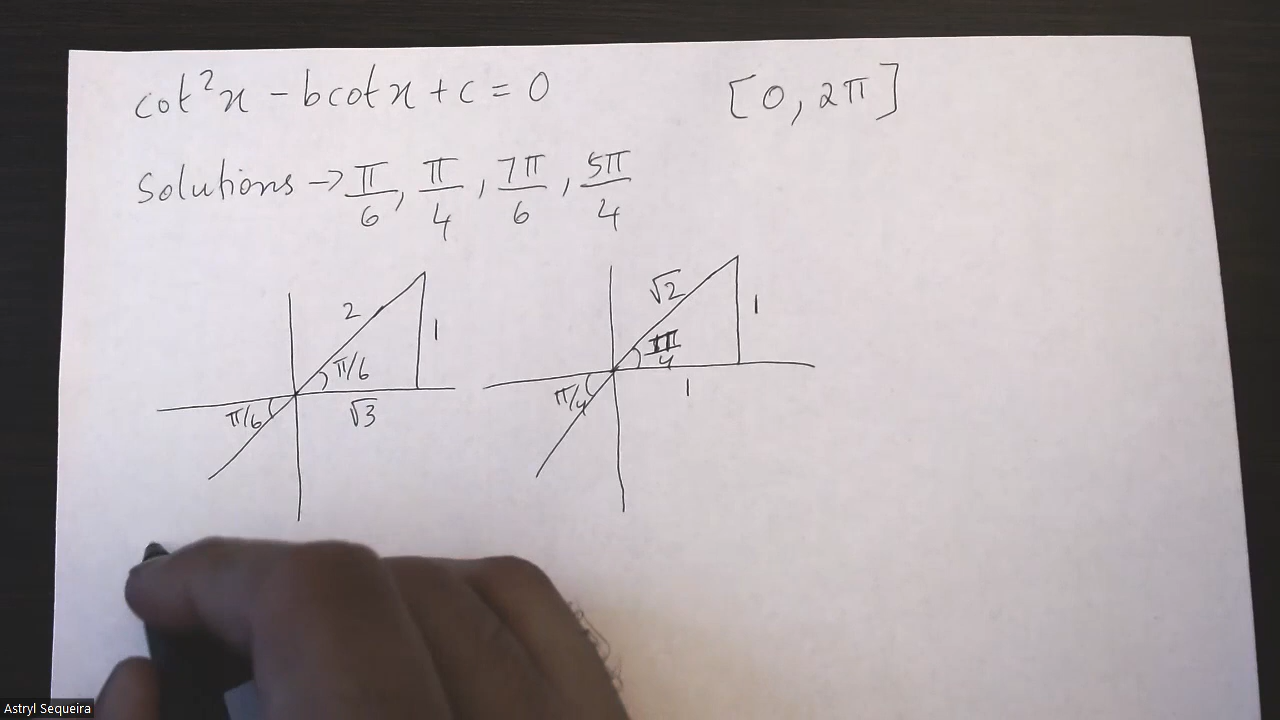 cot²x - bcotx + c = 0 [0, 2π]
Solutions → π/6, π/4, 7π/6, 5π/4
2 1 π/6 π/6 √3
√2 1 π/4 π/4 1
Astryl Sequeira